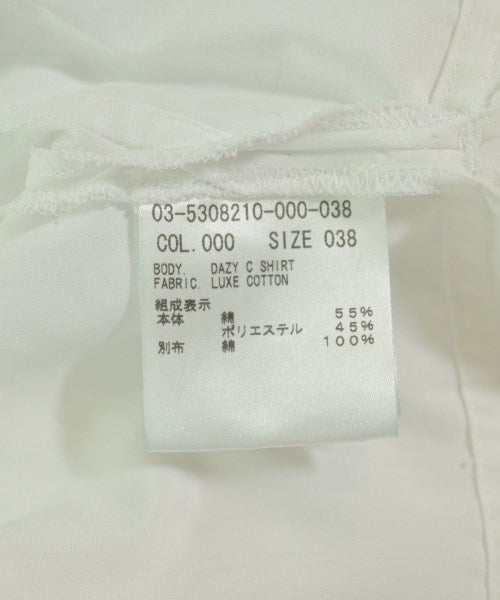 03-5308210-000-038
COL.000 SIZE 038
BODY. DAZY C SHIRT
FABRIC. LUXE COTTON
組成表示
本体 綿 55%
ポリエステル 45%
別布 綿 100%